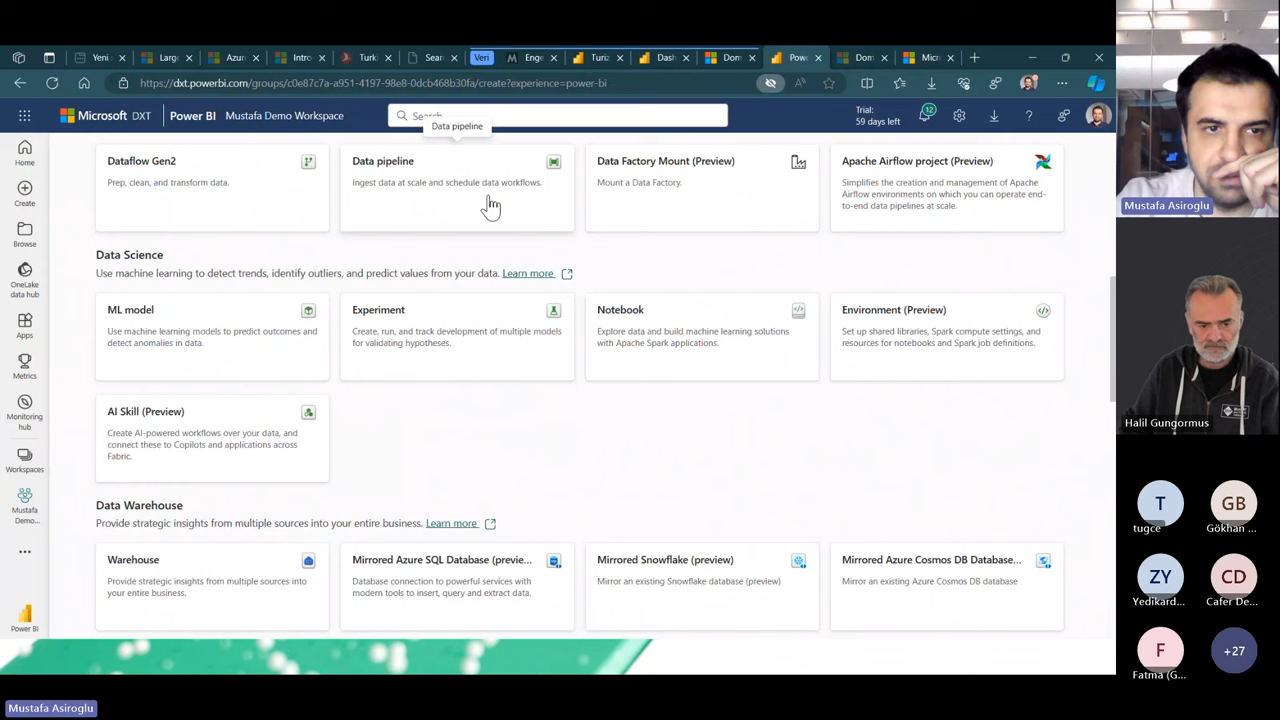 Yeni s
Large
Azure
Intro
Turk
Sear
Veri
Enge
Turiz
Dash
Dom
Powe
Dom
Micr
https://dxt.powerbi.com/groups/c0e87c7a-a951-4197-98e8-0dcb468b30fa/create?experience=power-bi
Microsoft DXT
Power BI
Mustafa Demo Workspace
Search
Trial:
59 days left
12
Data pipeline
Home
Create
Browse
OneLake
data hub
Apps
Metrics
Monitoring
hub
Workspaces
Mustafa
Demo...
Power BI
Dataflow Gen2
Prep, clean, and transform data.
Data pipeline
Ingest data at scale and schedule data workflows.
Data Factory Mount (Preview)
Mount a Data Factory.
Apache Airflow project (Preview)
Simplifies the creation and management of Apache
Airflow environments on which you can operate end-
to-end data pipelines at scale.
Data Science
Use machine learning to detect trends, identify outliers, and predict values from your data. Learn more
ML model
Use machine learning models to predict outcomes and
detect anomalies in data.
Experiment
Create, run, and track development of multiple models
for validating hypotheses.
Notebook
Explore data and build machine learning solutions
with Apache Spark applications.
Environment (Preview)
Set up shared libraries, Spark compute settings, and
resources for notebooks and Spark job definitions.
AI Skill (Preview)
Create AI-powered workflows over your data, and
connect these to Copilots and applications across
Fabric.
Data Warehouse
Provide strategic insights from multiple sources into your entire business. Learn more
Warehouse
Provide strategic insights from multiple sources into
your entire business.
Mirrored Azure SQL Database (previe...
Database connection to powerful services with
modern tools to insert, query and extract data.
Mirrored Snowflake (preview)
Mirror an existing Snowflake database (preview)
Mirrored Azure Cosmos DB Database...
Mirror an existing Azure Cosmos DB database
Mustafa Asiroglu
Halil Gungormus
T
tugce
GB
Gökhan ...
ZY
Yedikard...
CD
Cafer De...
F
Fatma (G...
+27
Mustafa Asiroglu